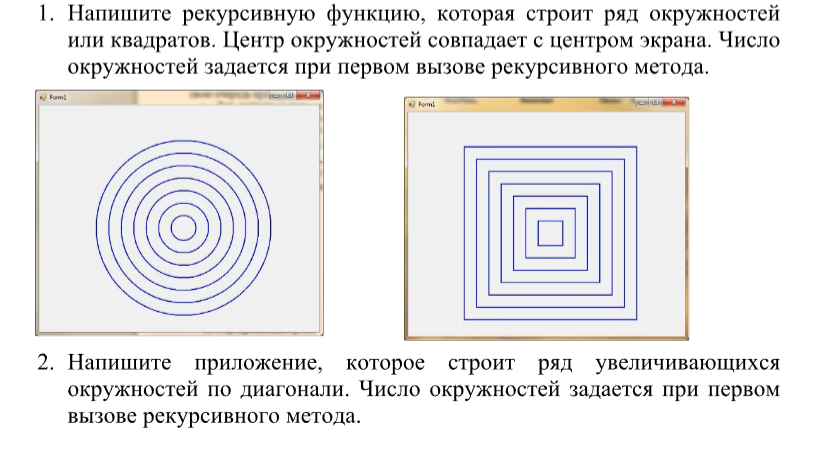 1. Напишите рекурсивную функцию, которая строит ряд окружностей
или квадратов. Центр окружностей совпадает с центром экрана. Число
окружностей задается при первом вызове рекурсивного метода.
Form1
Form1
2. Напишите приложение, которое строит ряд увеличивающихся
окружностей по диагонали. Число окружностей задается при первом
вызове рекурсивного метода.